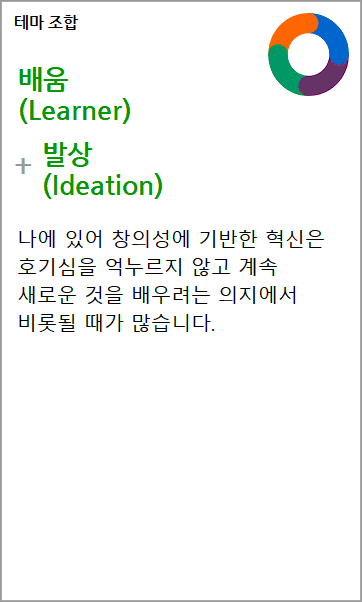 테마 조합
배움
(Learner)
+ 발상
(Ideation)
나에 있어 창의성에 기반한 혁신은
호기심을 억누르지 않고 계속
새로운 것을 배우려는 의지에서
비롯될 때가 많습니다.